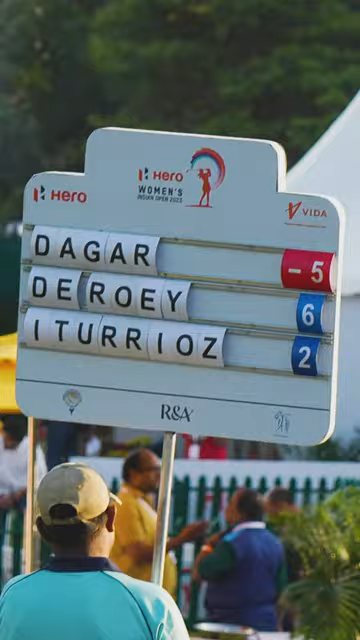 Hero
WOMEN'S
INDIAN OPEN 2023
Hero
VIDA
DAGAR -5
DE ROEY 6
ITURRIOZ 2
R&A